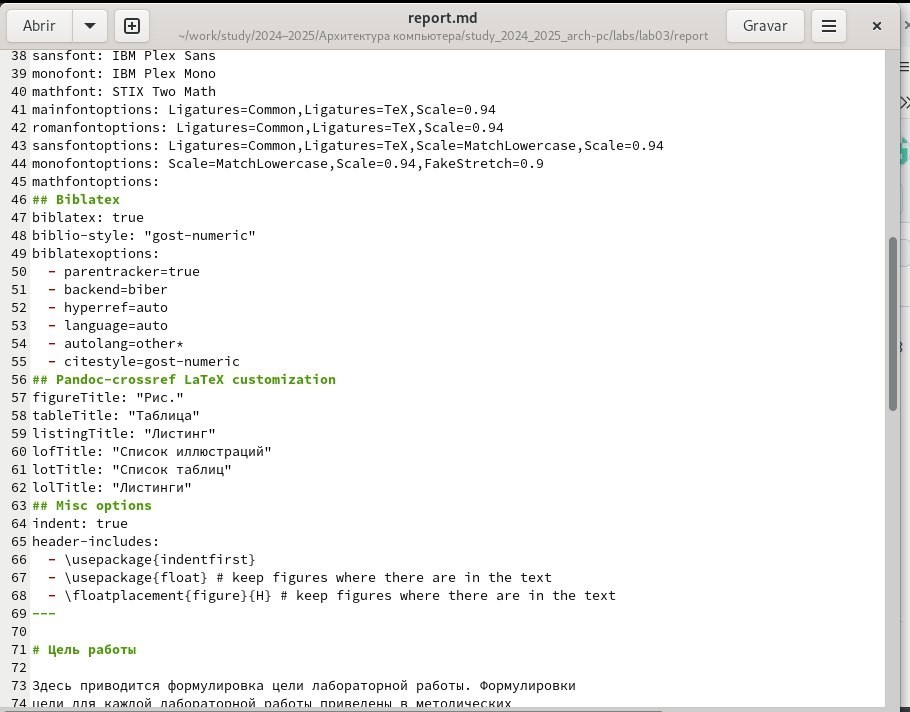 Abrir
report.md
~/work/study/2024–2025/Архитектура компьютера/study_2024_2025_arch-pc/labs/lab03/report
Gravar
38 sansfont: IBM Plex Sans
39 monofont: IBM Plex Mono
40 mathfont: STIX Two Math
41 mainfontoptions: Ligatures=Common,Ligatures=TeX,Scale=0.94
42 romanfontoptions: Ligatures=Common,Ligatures=TeX,Scale=0.94
43 sansfontoptions: Ligatures=Common,Ligatures=TeX,Scale=MatchLowercase,Scale=0.94
44 monofontoptions: Scale=MatchLowercase,Scale=0.94,FakeStretch=0.9
45 mathfontoptions:
46 ## Biblatex
47 biblatex: true
48 biblio-style: "gost-numeric"
49 biblatexoptions:
50   - parentracker=true
51   - backend=biber
52   - hyperref=auto
53   - language=auto
54   - autolang=other*
55   - citestyle=gost-numeric
56 ## Pandoc-crossref LaTeX customization
57 figureTitle: "Рис."
58 tableTitle: "Таблица"
59 listingTitle: "Листинг"
60 lofTitle: "Список иллюстраций"
61 lotTitle: "Список таблиц"
62 lolTitle: "Листинги"
63 ## Misc options
64 indent: true
65 header-includes:
66   - \usepackage{indentfirst}
67   - \usepackage{float} # keep figures where there are in the text
68   - \floatplacement{figure}{H} # keep figures where there are in the text
69 ---
70
71 # Цель работы
72
73 Здесь приводится формулировка цели лабораторной работы. Формулировки
74 цели для каждой лабораторной работы приведены в методических